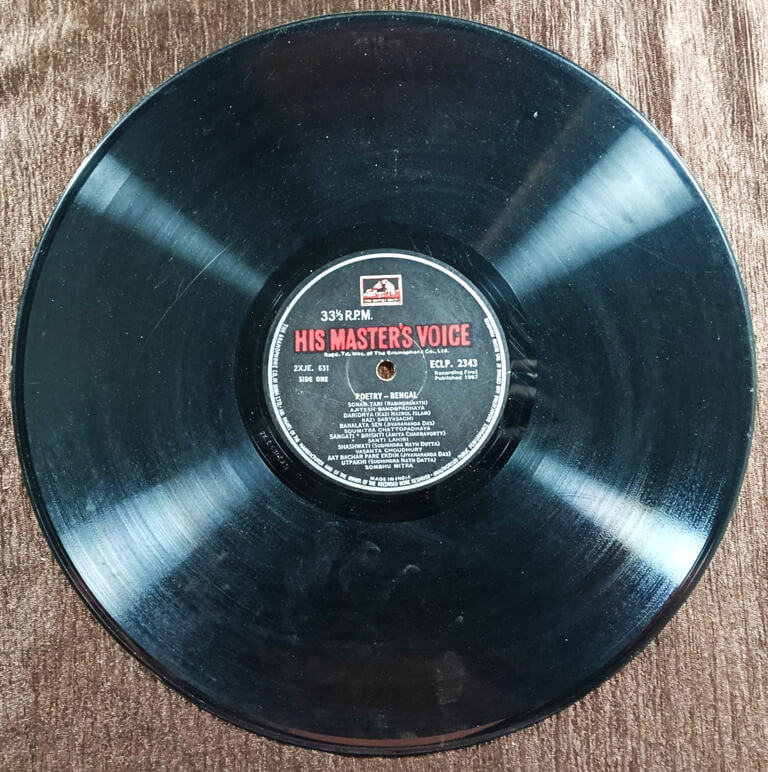 33⅓ R.P.M.
HIS MASTER'S VOICE
Regd. Td. Mks. of The Gramophone Co., Ltd.
2XJE. 631
ECLP. 2343
SIDE ONE
Recording First
Published 1967
POETRY – BENGAL
SONAR TARI (RABINDRANATH)
AJITESH BANDOPADHAYA
DARIDRYA (KAZI NAZRUL ISLAM)
KAZI SABYASACHI
BANALATA SEN (JIVANANANDA DAS)
SOUMITRA CHATTOPADHAYA
SANGATI * BRISHTI (AMIYA CHAKRAVORTY)
SANTI LAHIRI
SHASHWATI (SUDHINDRA NATH DUTTA)
VASANTA CHOUDHURY
AAT BACHAR PARE EKDIN (JIVANANANDA DAS)
UTPAKHI (SUDHINDRA NATH DATTA)
SOMBHU MITRA
MADE IN INDIA